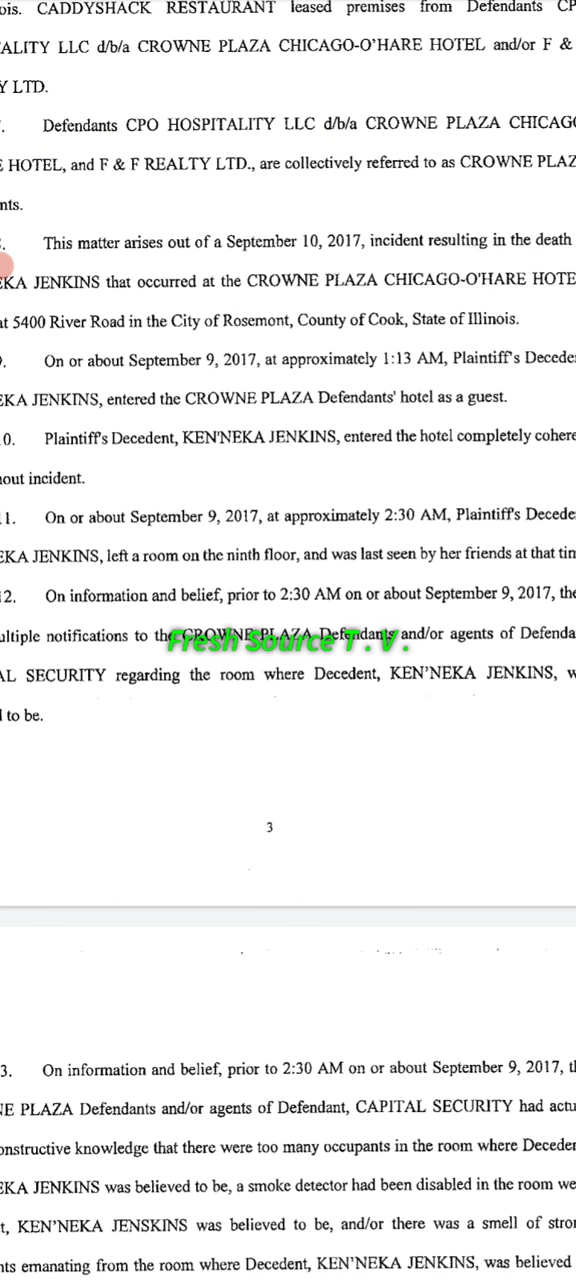 ois. CADDYSHACK RESTAURANT leased premises from Defendants CP
ALITY LLC d/b/a CROWNE PLAZA CHICAGO-O'HARE HOTEL and/or F &
Y LTD.
. Defendants CPO HOSPITALITY LLC d/b/a CROWNE PLAZA CHICAGO
E HOTEL, and F & F REALTY LTD., are collectively referred to as CROWNE PLAZ
nts.
. This matter arises out of a September 10, 2017, incident resulting in the death
EKA JENKINS that occurred at the CROWNE PLAZA CHICAGO-O'HARE HOTE
at 5400 River Road in the City of Rosemont, County of Cook, State of Illinois.
9. On or about September 9, 2017, at approximately 1:13 AM, Plaintiff's Decede
EKA JENKINS, entered the CROWNE PLAZA Defendants' hotel as a guest.
0. Plaintiff's Decedent, KEN'NEKA JENKINS, entered the hotel completely cohere
hout incident.
11. On or about September 9, 2017, at approximately 2:30 AM, Plaintiff's Decede
EKA JENKINS, left a room on the ninth floor, and was last seen by her friends at that tim
12. On information and belief, prior to 2:30 AM on or about September 9, 2017, the
ultiple notifications to the CROWNE PLAZA Defendants and/or agents of Defenda
Fresh Source T.V.
AL SECURITY regarding the room where Decedent, KEN'NEKA JENKINS, w
d to be.
3
3. On information and belief, prior to 2:30 AM on or about September 9, 2017, th
NE PLAZA Defendants and/or agents of Defendant, CAPITAL SECURITY had actu
onstructive knowledge that there were too many occupants in the room where Deceden
EKA JENKINS was believed to be, a smoke detector had been disabled in the room we
t, KEN'NEKA JENSKINS was believed to be, and/or there was a smell of stron
nts emanating from the room where Decedent, KEN'NEKA JENKINS, was believed